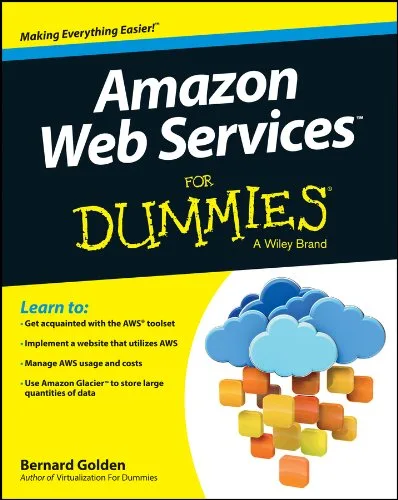 Making Everything Easier!™
Amazon
Web Services™
FOR
DUMMIES®
A Wiley Brand
Learn to:
• Get acquainted with the AWS® toolset
• Implement a website that utilizes AWS
• Manage AWS usage and costs
• Use Amazon Glacier™ to store large
quantities of data
Bernard Golden
Author of Virtualization For Dummies